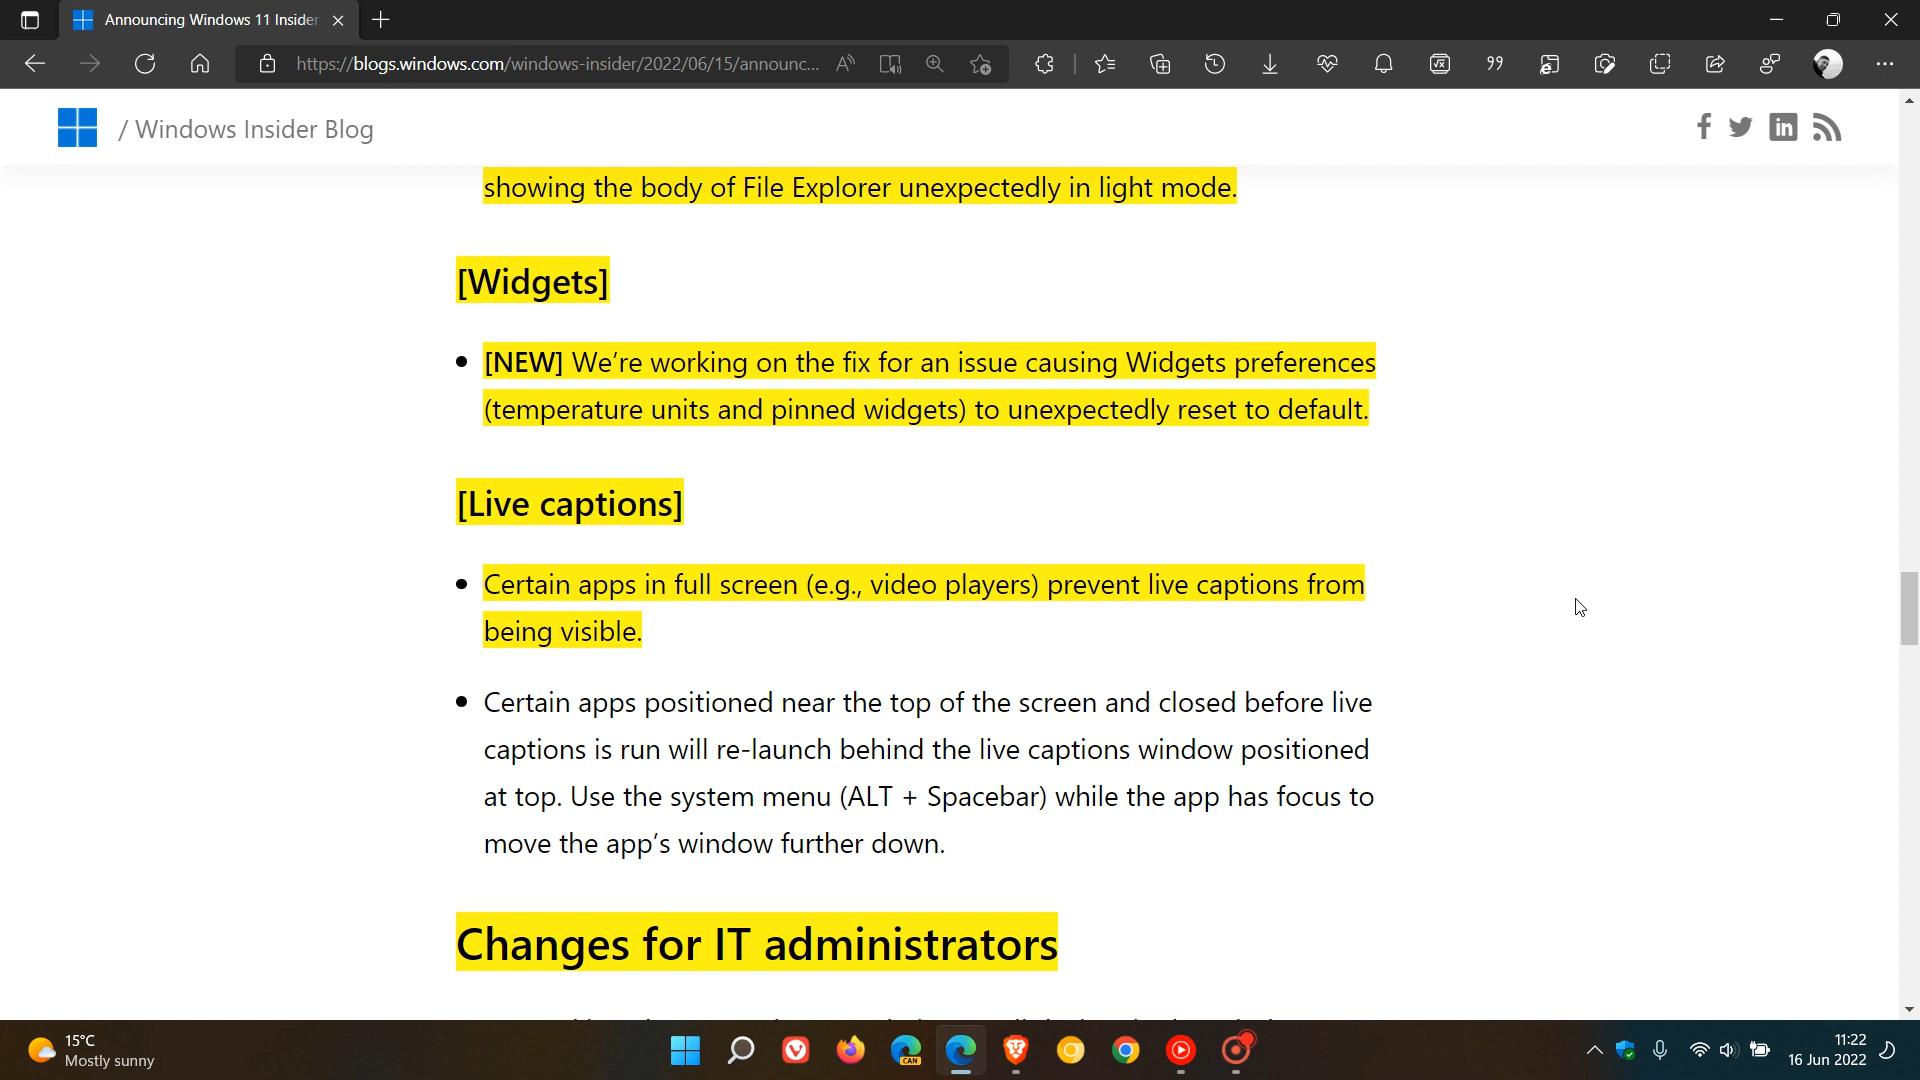 Announcing Windows 11 Insider
https://blogs.windows.com/windows-insider/2022/06/15/announc...
/ Windows Insider Blog
showing the body of File Explorer unexpectedly in light mode.
[Widgets]
• [NEW] We’re working on the fix for an issue causing Widgets preferences
(temperature units and pinned widgets) to unexpectedly reset to default.
[Live captions]
• Certain apps in full screen (e.g., video players) prevent live captions from
being visible.
• Certain apps positioned near the top of the screen and closed before live
captions is run will re-launch behind the live captions window positioned
at top. Use the system menu (ALT + Spacebar) while the app has focus to
move the app’s window further down.
Changes for IT administrators
15°C
Mostly sunny
CAN
11:22
16 Jun 2022